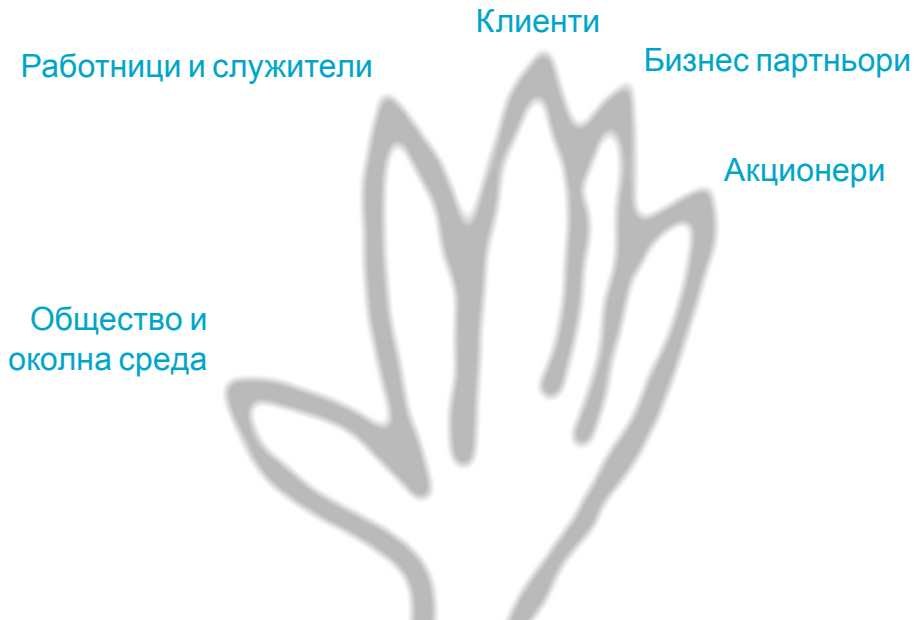 Клиенти
Работници и служители
Бизнес партньори
Акционери
Общество и
околна среда